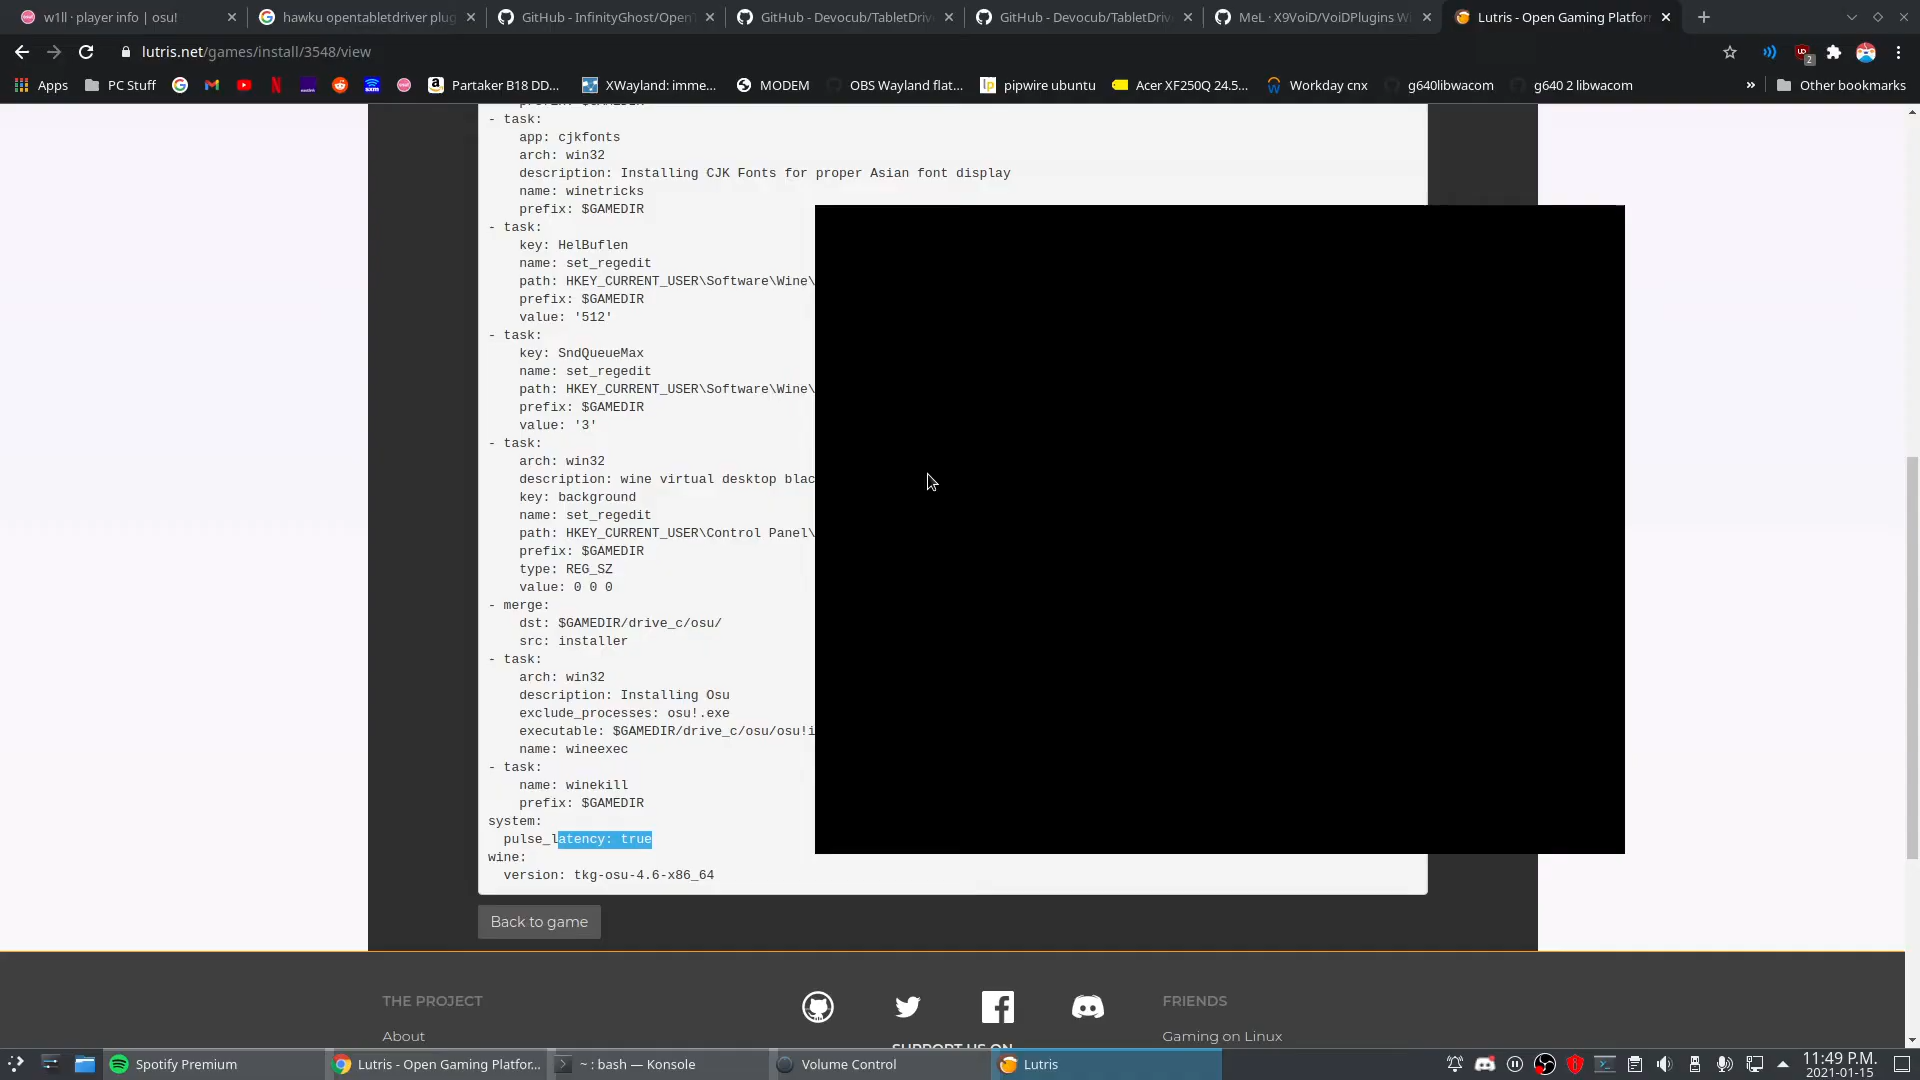 w1ll · player info | osu!
hawku opentabletdriver plug
GitHub - InfinityGhost/OpenT
GitHub - Devocub/TabletDrive
GitHub - Devocub/TabletDrive
MeL · X9VoiD/VoiDPlugins Wi
Lutris - Open Gaming Platfor
lutris.net/games/install/3548/view
Apps
PC Stuff
Partaker B18 DD...
XWayland: imme...
MODEM
OBS Wayland flat...
pipwire ubuntu
Acer XF250Q 24.5...
Workday cnx
g640libwacom
g640 2 libwacom
»
Other bookmarks
prefix: $GAMEDIR
- task:
app: cjkfonts
arch: win32
description: Installing CJK Fonts for proper Asian font display
name: winetricks
prefix: $GAMEDIR
- task:
key: HelBuflen
name: set_regedit
path: HKEY_CURRENT_USER\Software\Wine\
prefix: $GAMEDIR
value: '512'
- task:
key: SndQueueMax
name: set_regedit
path: HKEY_CURRENT_USER\Software\Wine\
prefix: $GAMEDIR
value: '3'
- task:
arch: win32
description: wine virtual desktop blac
key: background
name: set_regedit
path: HKEY_CURRENT_USER\Control Panel\
prefix: $GAMEDIR
type: REG_SZ
value: 0 0 0
- merge:
dst: $GAMEDIR/drive_c/osu/
src: installer
- task:
arch: win32
description: Installing Osu
exclude_processes: osu!.exe
executable: $GAMEDIR/drive_c/osu/osu!i
name: wineexec
- task:
name: winekill
prefix: $GAMEDIR
system:
pulse_latency: true
wine:
version: tkg-osu-4.6-x86_64
Back to game
THE PROJECT
FRIENDS
About
Gaming on Linux
SUPPORT US ON
Spotify Premium
Lutris - Open Gaming Platfor...
~ : bash — Konsole
Volume Control
Lutris
11:49 P.M.
2021-01-15